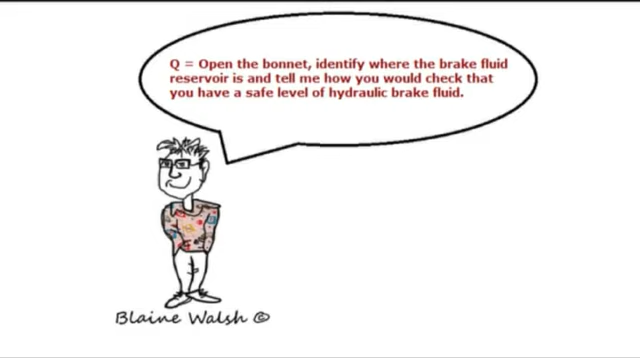 Q = Open the bonnet, identify where the brake fluid
reservoir is and tell me how you would check that
you have a safe level of hydraulic brake fluid.
Blaine Walsh ©